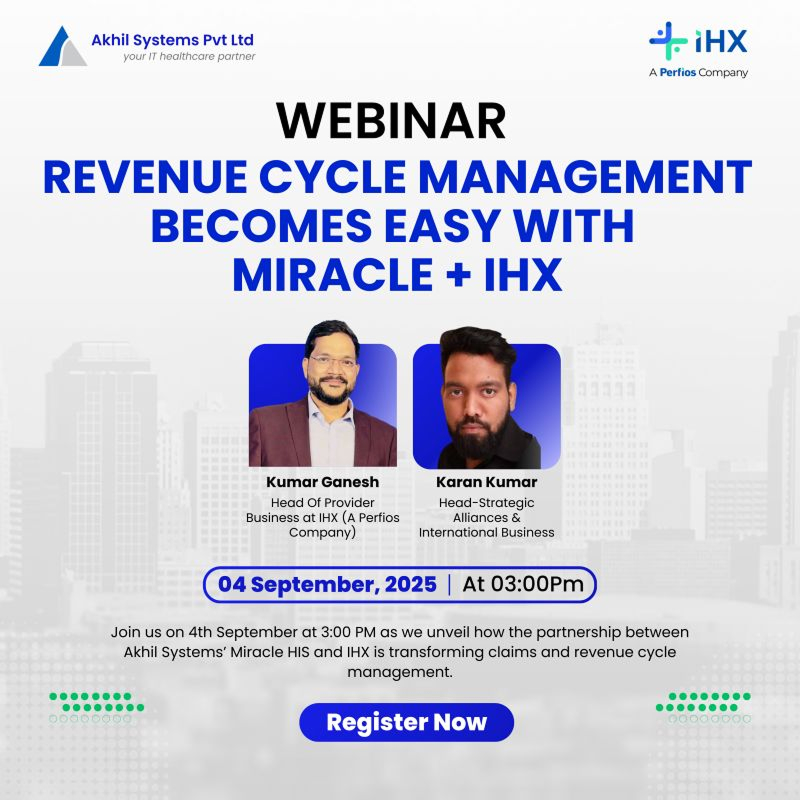 Akhil Systems Pvt Ltd
your IT healthcare partner
iHX
A Perfios Company
WEBINAR
REVENUE CYCLE MANAGEMENT
BECOMES EASY WITH
MIRACLE + IHX
Kumar Ganesh
Head Of Provider
Business at IHX (A Perfios
Company)
Karan Kumar
Head-Strategic
Alliances &
International Business
04 September, 2025 | At 03:00Pm
Join us on 4th September at 3:00 PM as we unveil how the partnership between
Akhil Systems’ Miracle HIS and IHX is transforming claims and revenue cycle
management.
Register Now